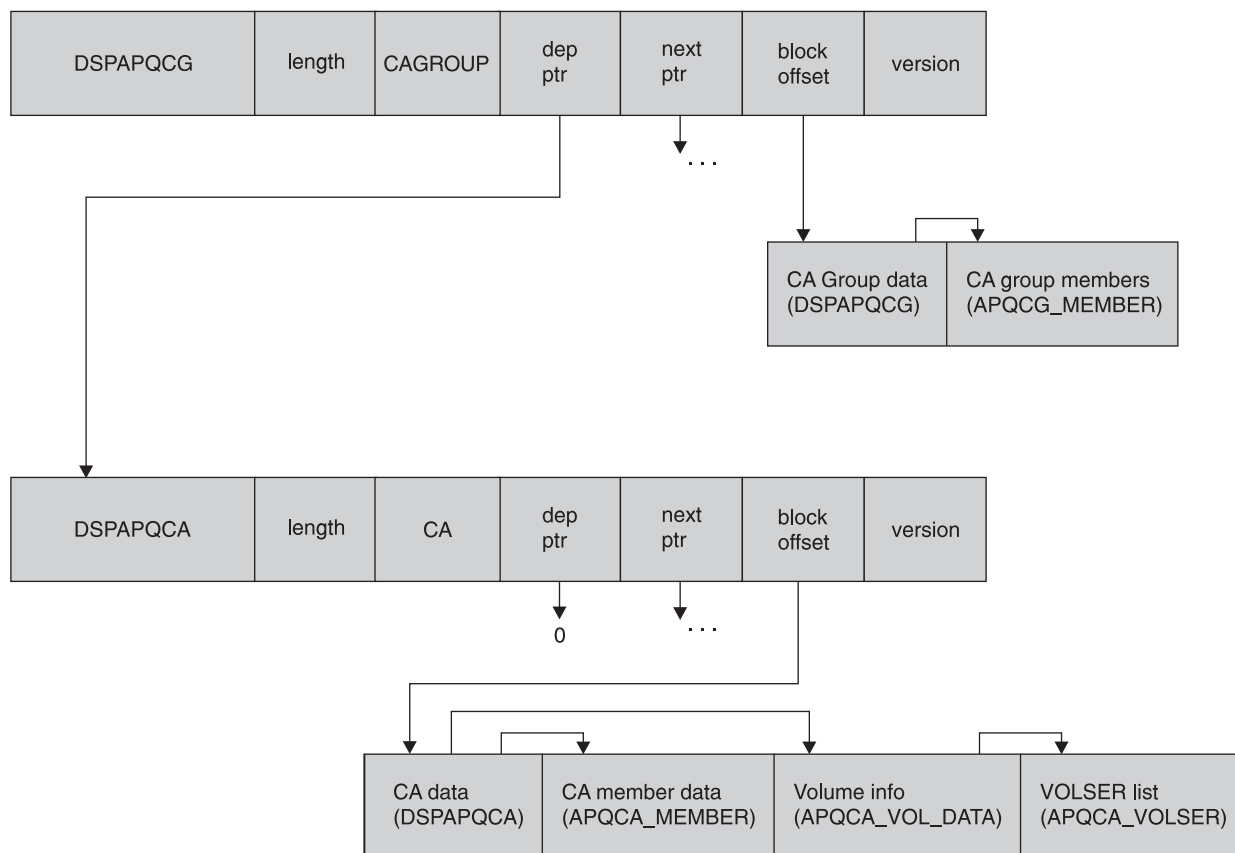 DSPAPQCG
length
CAGROUP
dep
ptr
next
ptr
block
offset
version
. . .
CA Group data
(DSPAPQCG)
CA group members
(APQCG_MEMBER)
DSPAPQCA
length
CA
dep
ptr
next
ptr
block
offset
version
0
. . .
CA data
(DSPAPQCA)
CA member data
(APQCA_MEMBER)
Volume info
(APQCA_VOL_DATA)
VOLSER list
(APQCA_VOLSER)